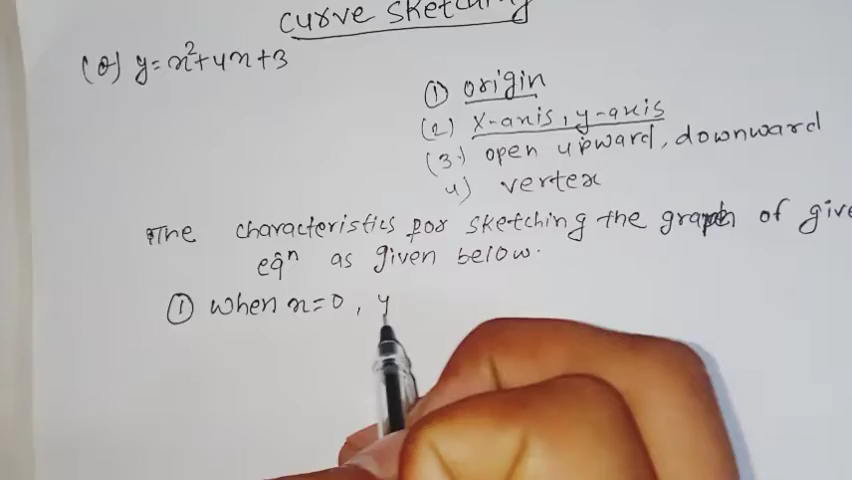 curve sketching
(Q) y=x²+4x+3
(1) origin
(2) x-axis, y-axis
(3) open upward, downward
4) vertex
The characteristics for sketching the graph of give
eqⁿ as given below.
(1) when x=0, y